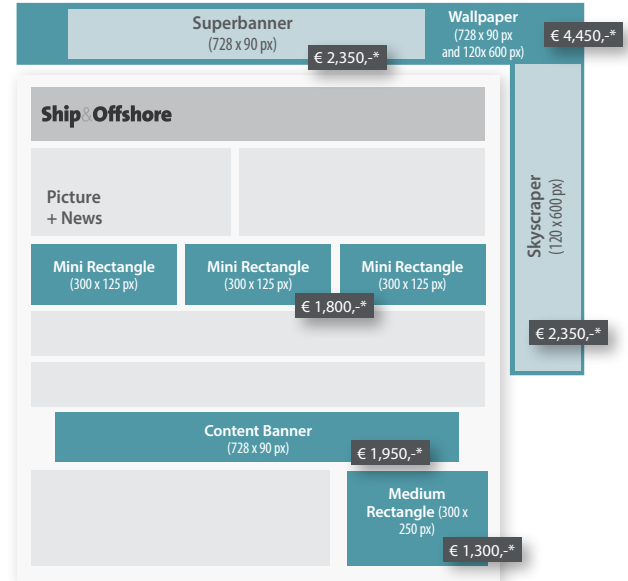 Superbanner
(728 x 90 px)
€ 2,350,-*
Wallpaper
(728 x 90 px
and 120x 600 px)
€ 4,450,-*
Ship&Offshore
Skyscraper
(120 x 600 px)
€ 2,350,-*
Picture
+ News
Mini Rectangle
(300 x 125 px)
Mini Rectangle
(300 x 125 px)
Mini Rectangle
(300 x 125 px)
€ 1,800,-*
Content Banner
(728 x 90 px)
€ 1,950,-*
Medium
Rectangle (300 x
250 px)
€ 1,300,-*